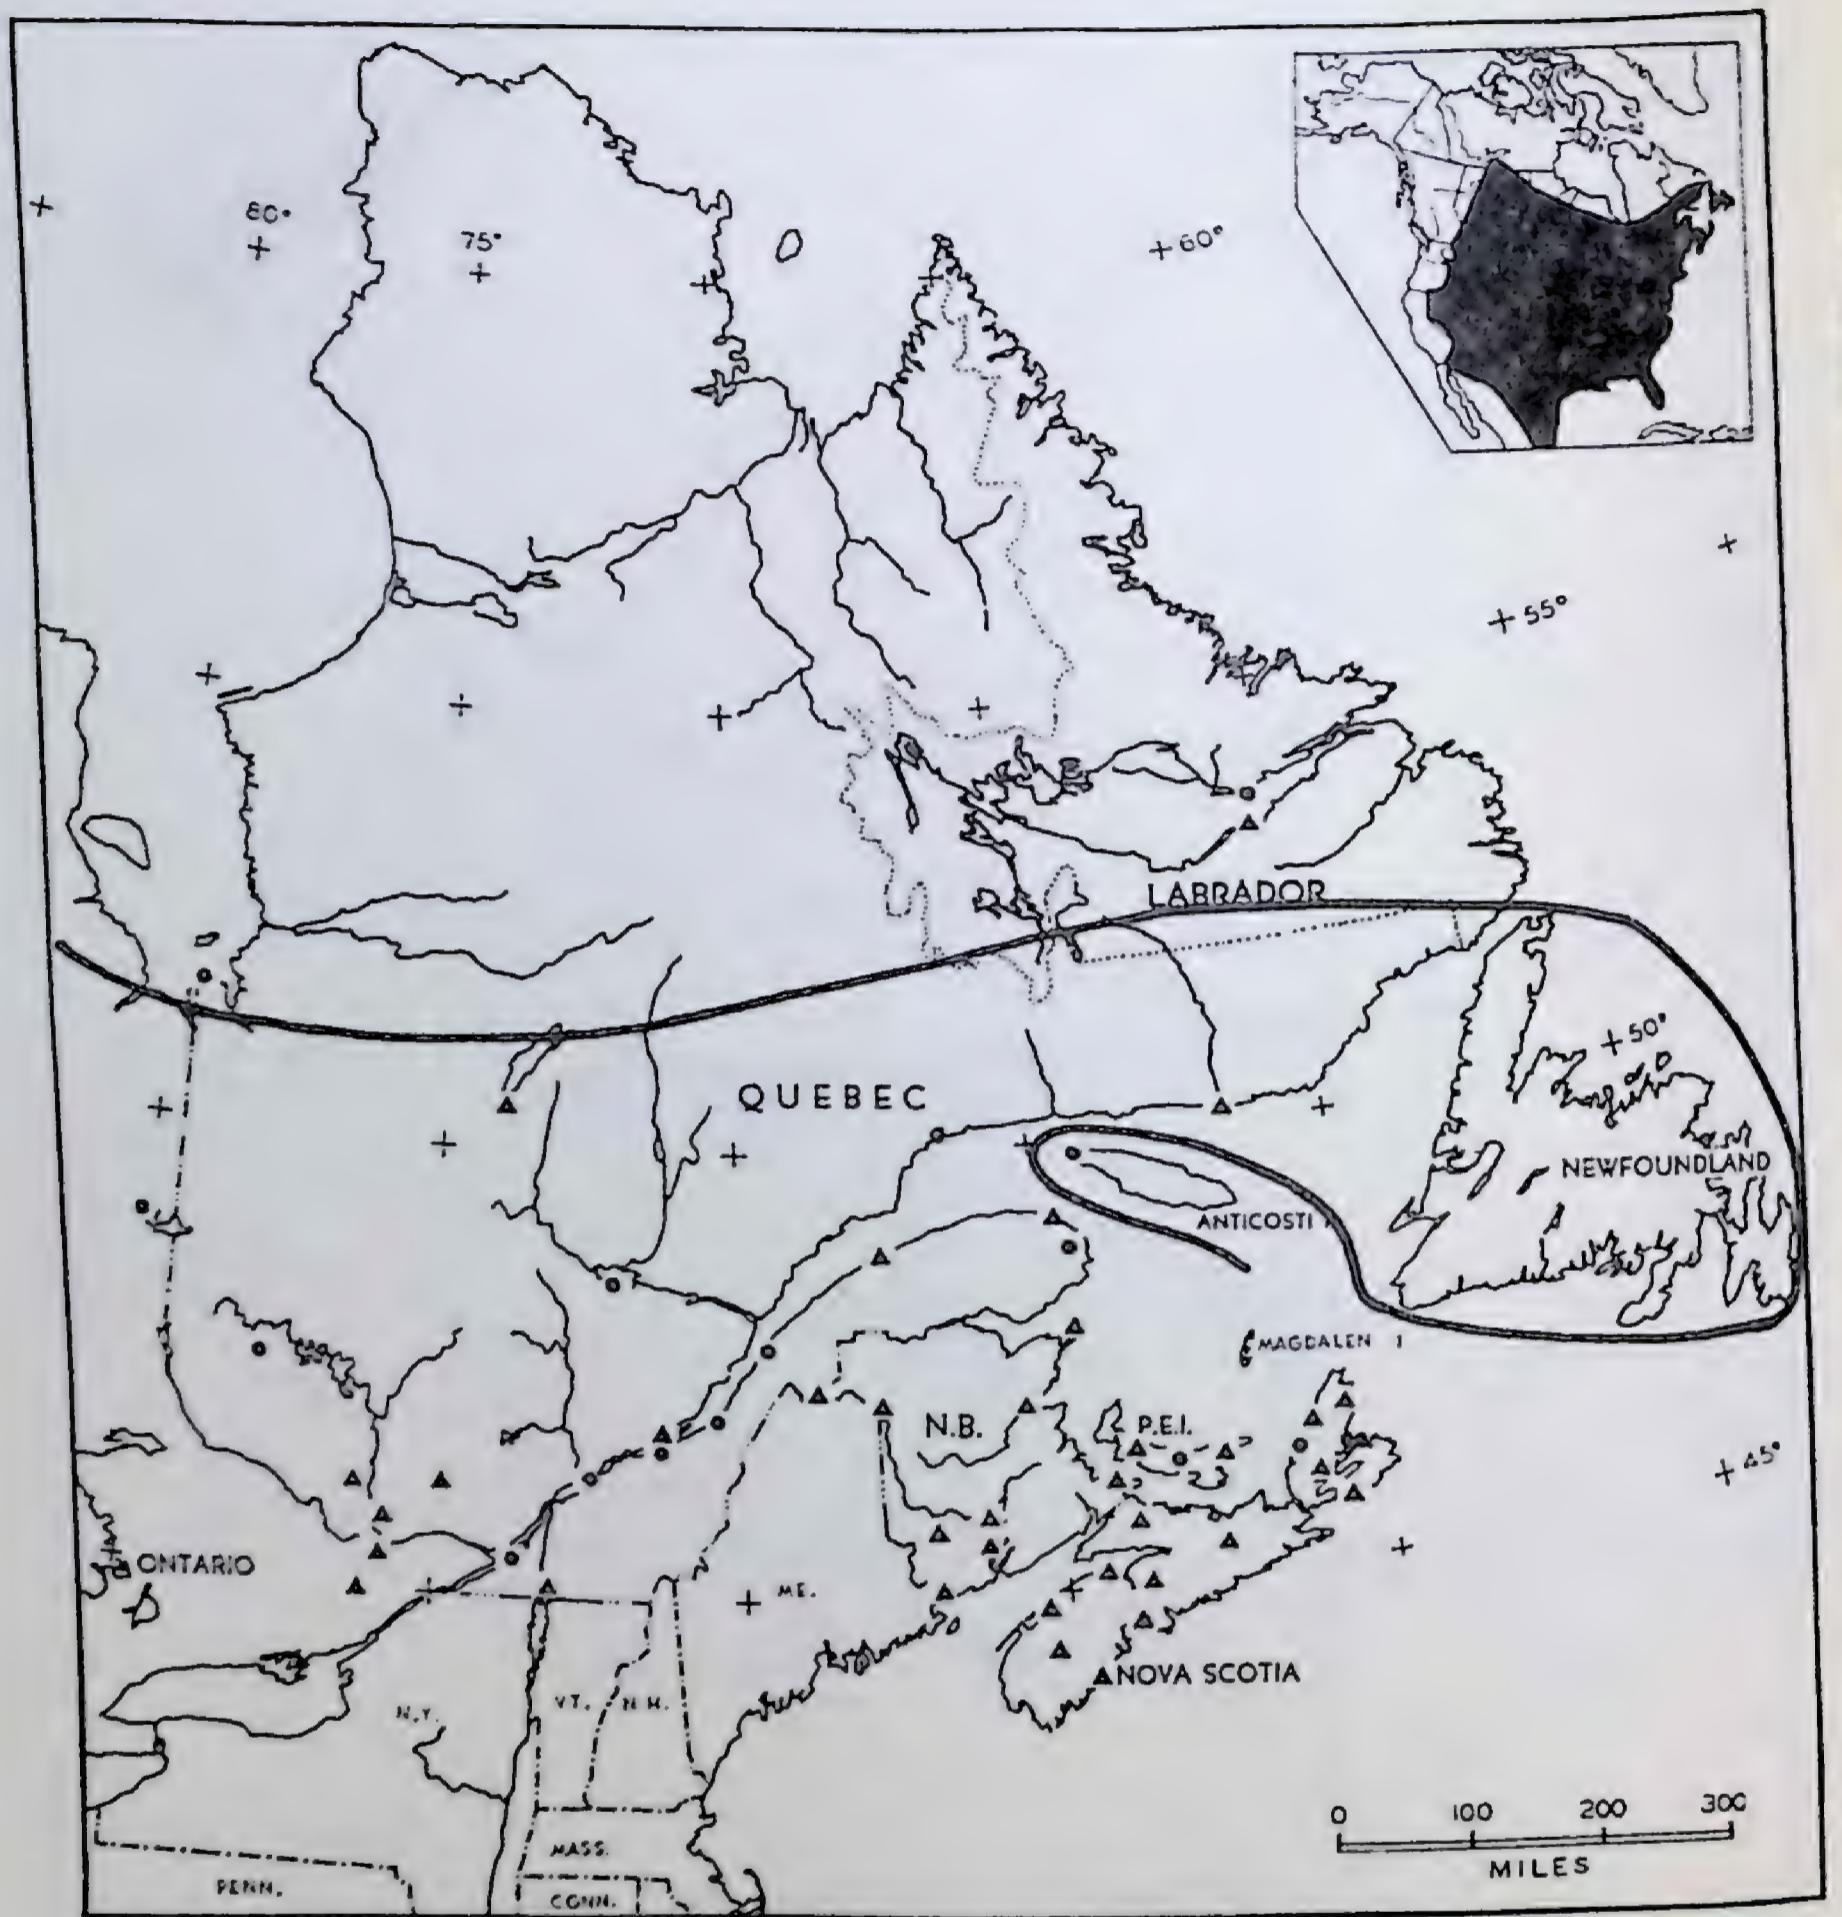 80°
75°
60°
55°
LABRADOR
50°
QUEBEC
NEWFOUNDLAND
ANTICOSTI
MAGDALEN I
N.B.
P.E.I.
45°
ONTARIO
ME.
NOVA SCOTIA
VT.
N.H.
N.Y.
0 100 200 300
MILES
MASS.
PENN.
CONN.